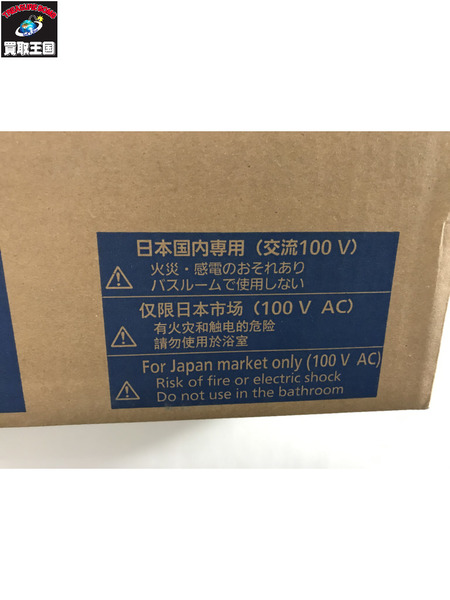 買取王国
日本国内専用（交流100 V）
火災・感電のおそれあり
バスルームで使用しない
仅限日本市场（100 V AC）
有火灾和触电的危险
請勿使用於浴室
For Japan market only (100 V AC)
Risk of fire or electric shock
Do not use in the bathroom